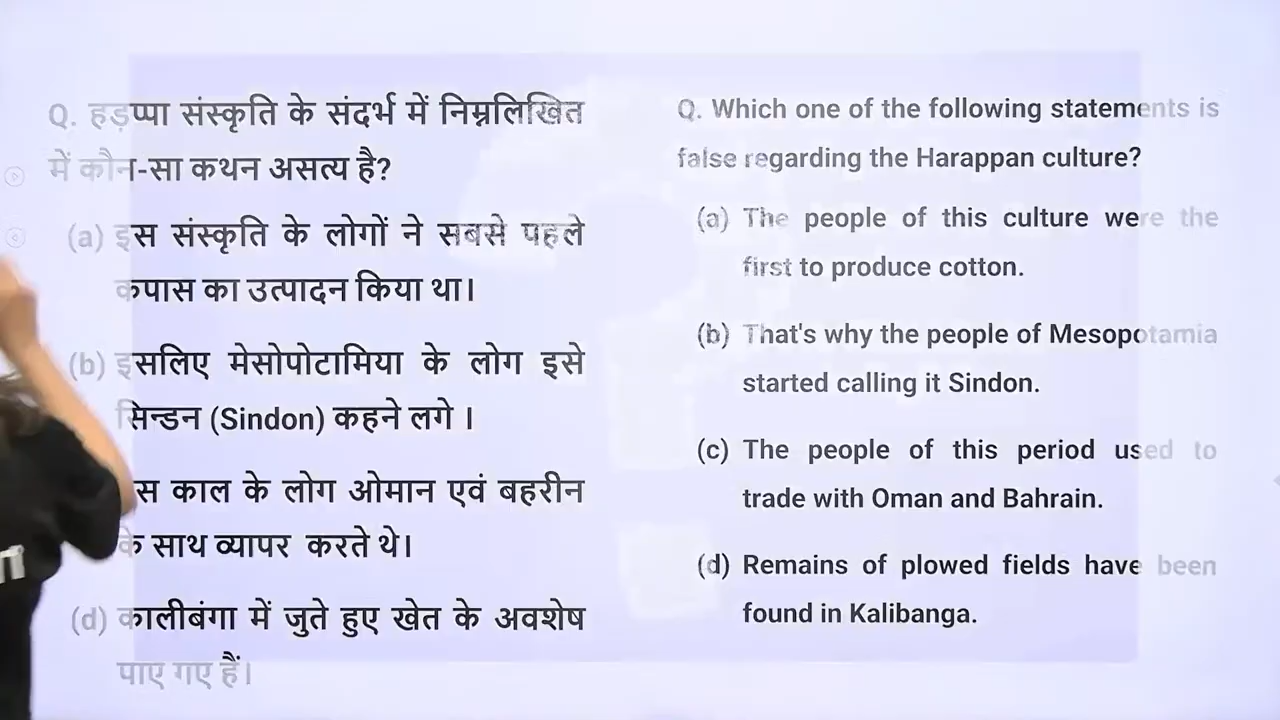 Q. हड़प्पा संस्कृति के संदर्भ में निम्नलिखित
में कौन-सा कथन असत्य है?
(a) इस संस्कृति के लोगों ने सबसे पहले
कपास का उत्पादन किया था।
(b) इसलिए मेसोपोटामिया के लोग इसे
सिन्डन (Sindon) कहने लगे ।
स काल के लोग ओमान एवं बहरीन
के साथ व्यापर करते थे।
(d) कालीबंगा में जुते हुए खेत के अवशेष
पाए गए हैं।
Q. Which one of the following statements is
false regarding the Harappan culture?
(a) The people of this culture were the
first to produce cotton.
(b) That's why the people of Mesopotamia
started calling it Sindon.
(c) The people of this period used to
trade with Oman and Bahrain.
(d) Remains of plowed fields have been
found in Kalibanga.